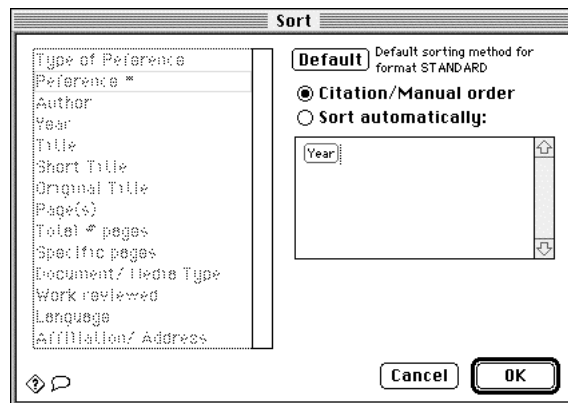 Sort
Type of Reference
Reference #
Author
Year
Title
Short Title
Original Title
Page(s)
Total # pages
Specific pages
Document/ Media Type
Work reviewed
Language
Affiliation/ Address
Default
Default sorting method for
format STANDARD
Citation/Manual order
Sort automatically:
Year
?
Cancel
OK